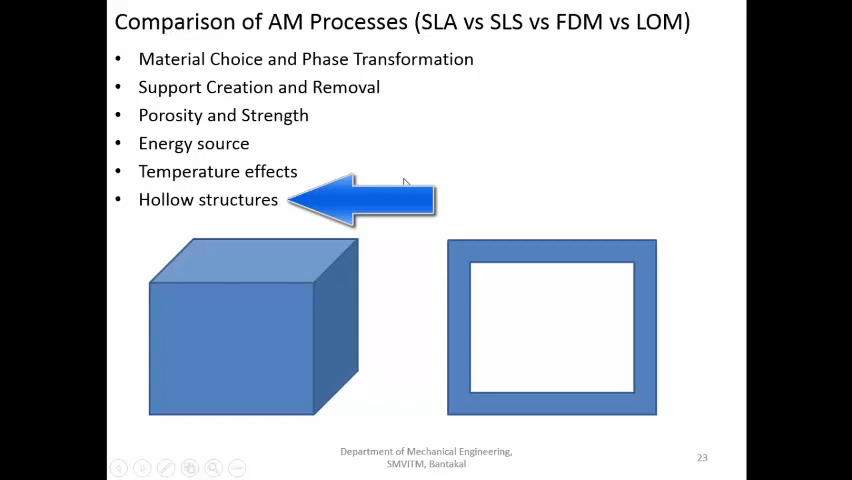 Comparison of AM Processes (SLA vs SLS vs FDM vs LOM)
• Material Choice and Phase Transformation
• Support Creation and Removal
• Porosity and Strength
• Energy source
• Temperature effects
• Hollow structures
Department of Mechanical Engineering,
SMVITM, Bantakal
23